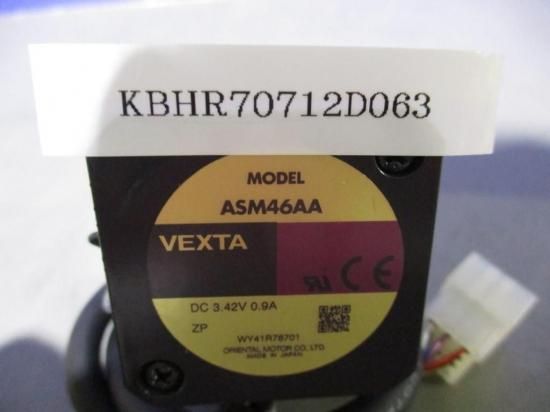 KBHR70712D063
MODEL
ASM46AA
VEXTA
CE
DC 3.42V 0.9A
ZP
WY41R78701
ORIENTAL MOTOR CO., LTD.
MADE IN JAPAN